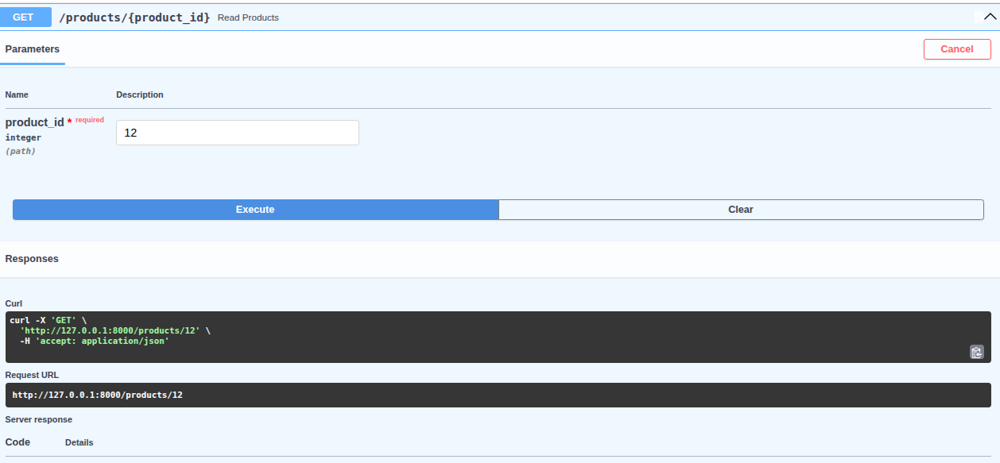 GET /products/{product_id} Read Products
Parameters Cancel
Name Description
product_id * required
integer
(path)
12
Execute Clear
Responses
Curl
curl -X 'GET' \
  'http://127.0.0.1:8000/products/12' \
  -H 'accept: application/json'
Request URL
http://127.0.0.1:8000/products/12
Server response
Code Details